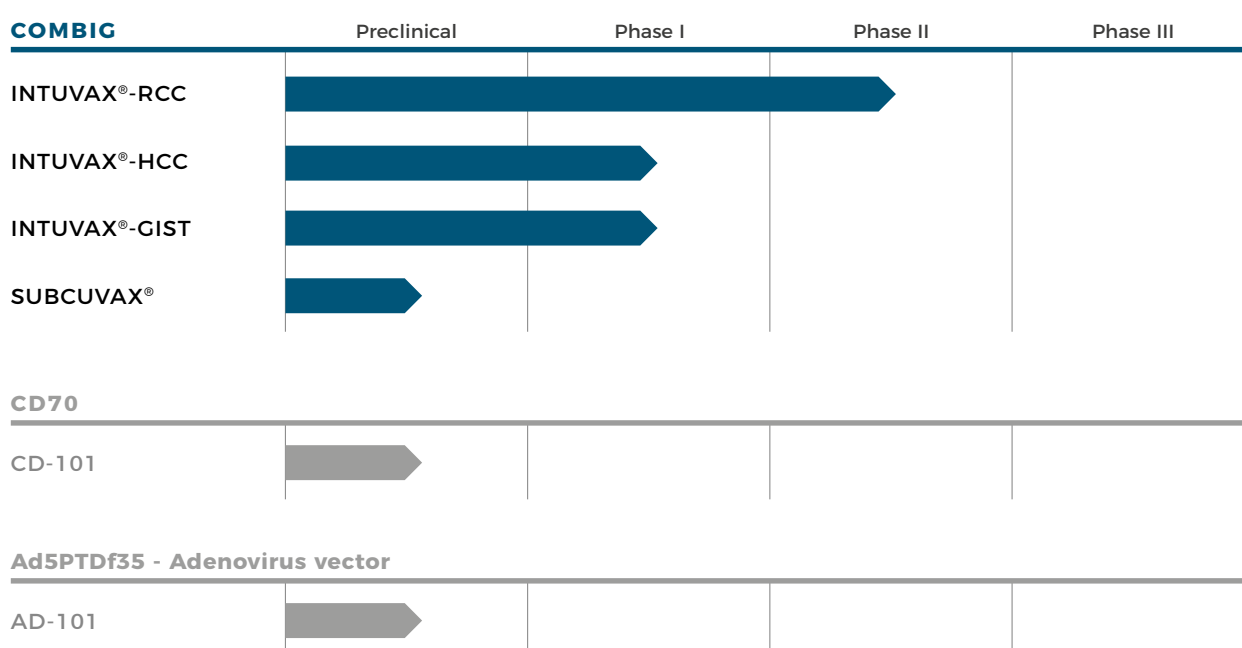 COMBIG Preclinical Phase I Phase II Phase III
INTUVAX®-RCC
INTUVAX®-HCC
INTUVAX®-GIST
SUBCUVAX®
CD70
CD-101
Ad5PTDf35 - Adenovirus vector
AD-101